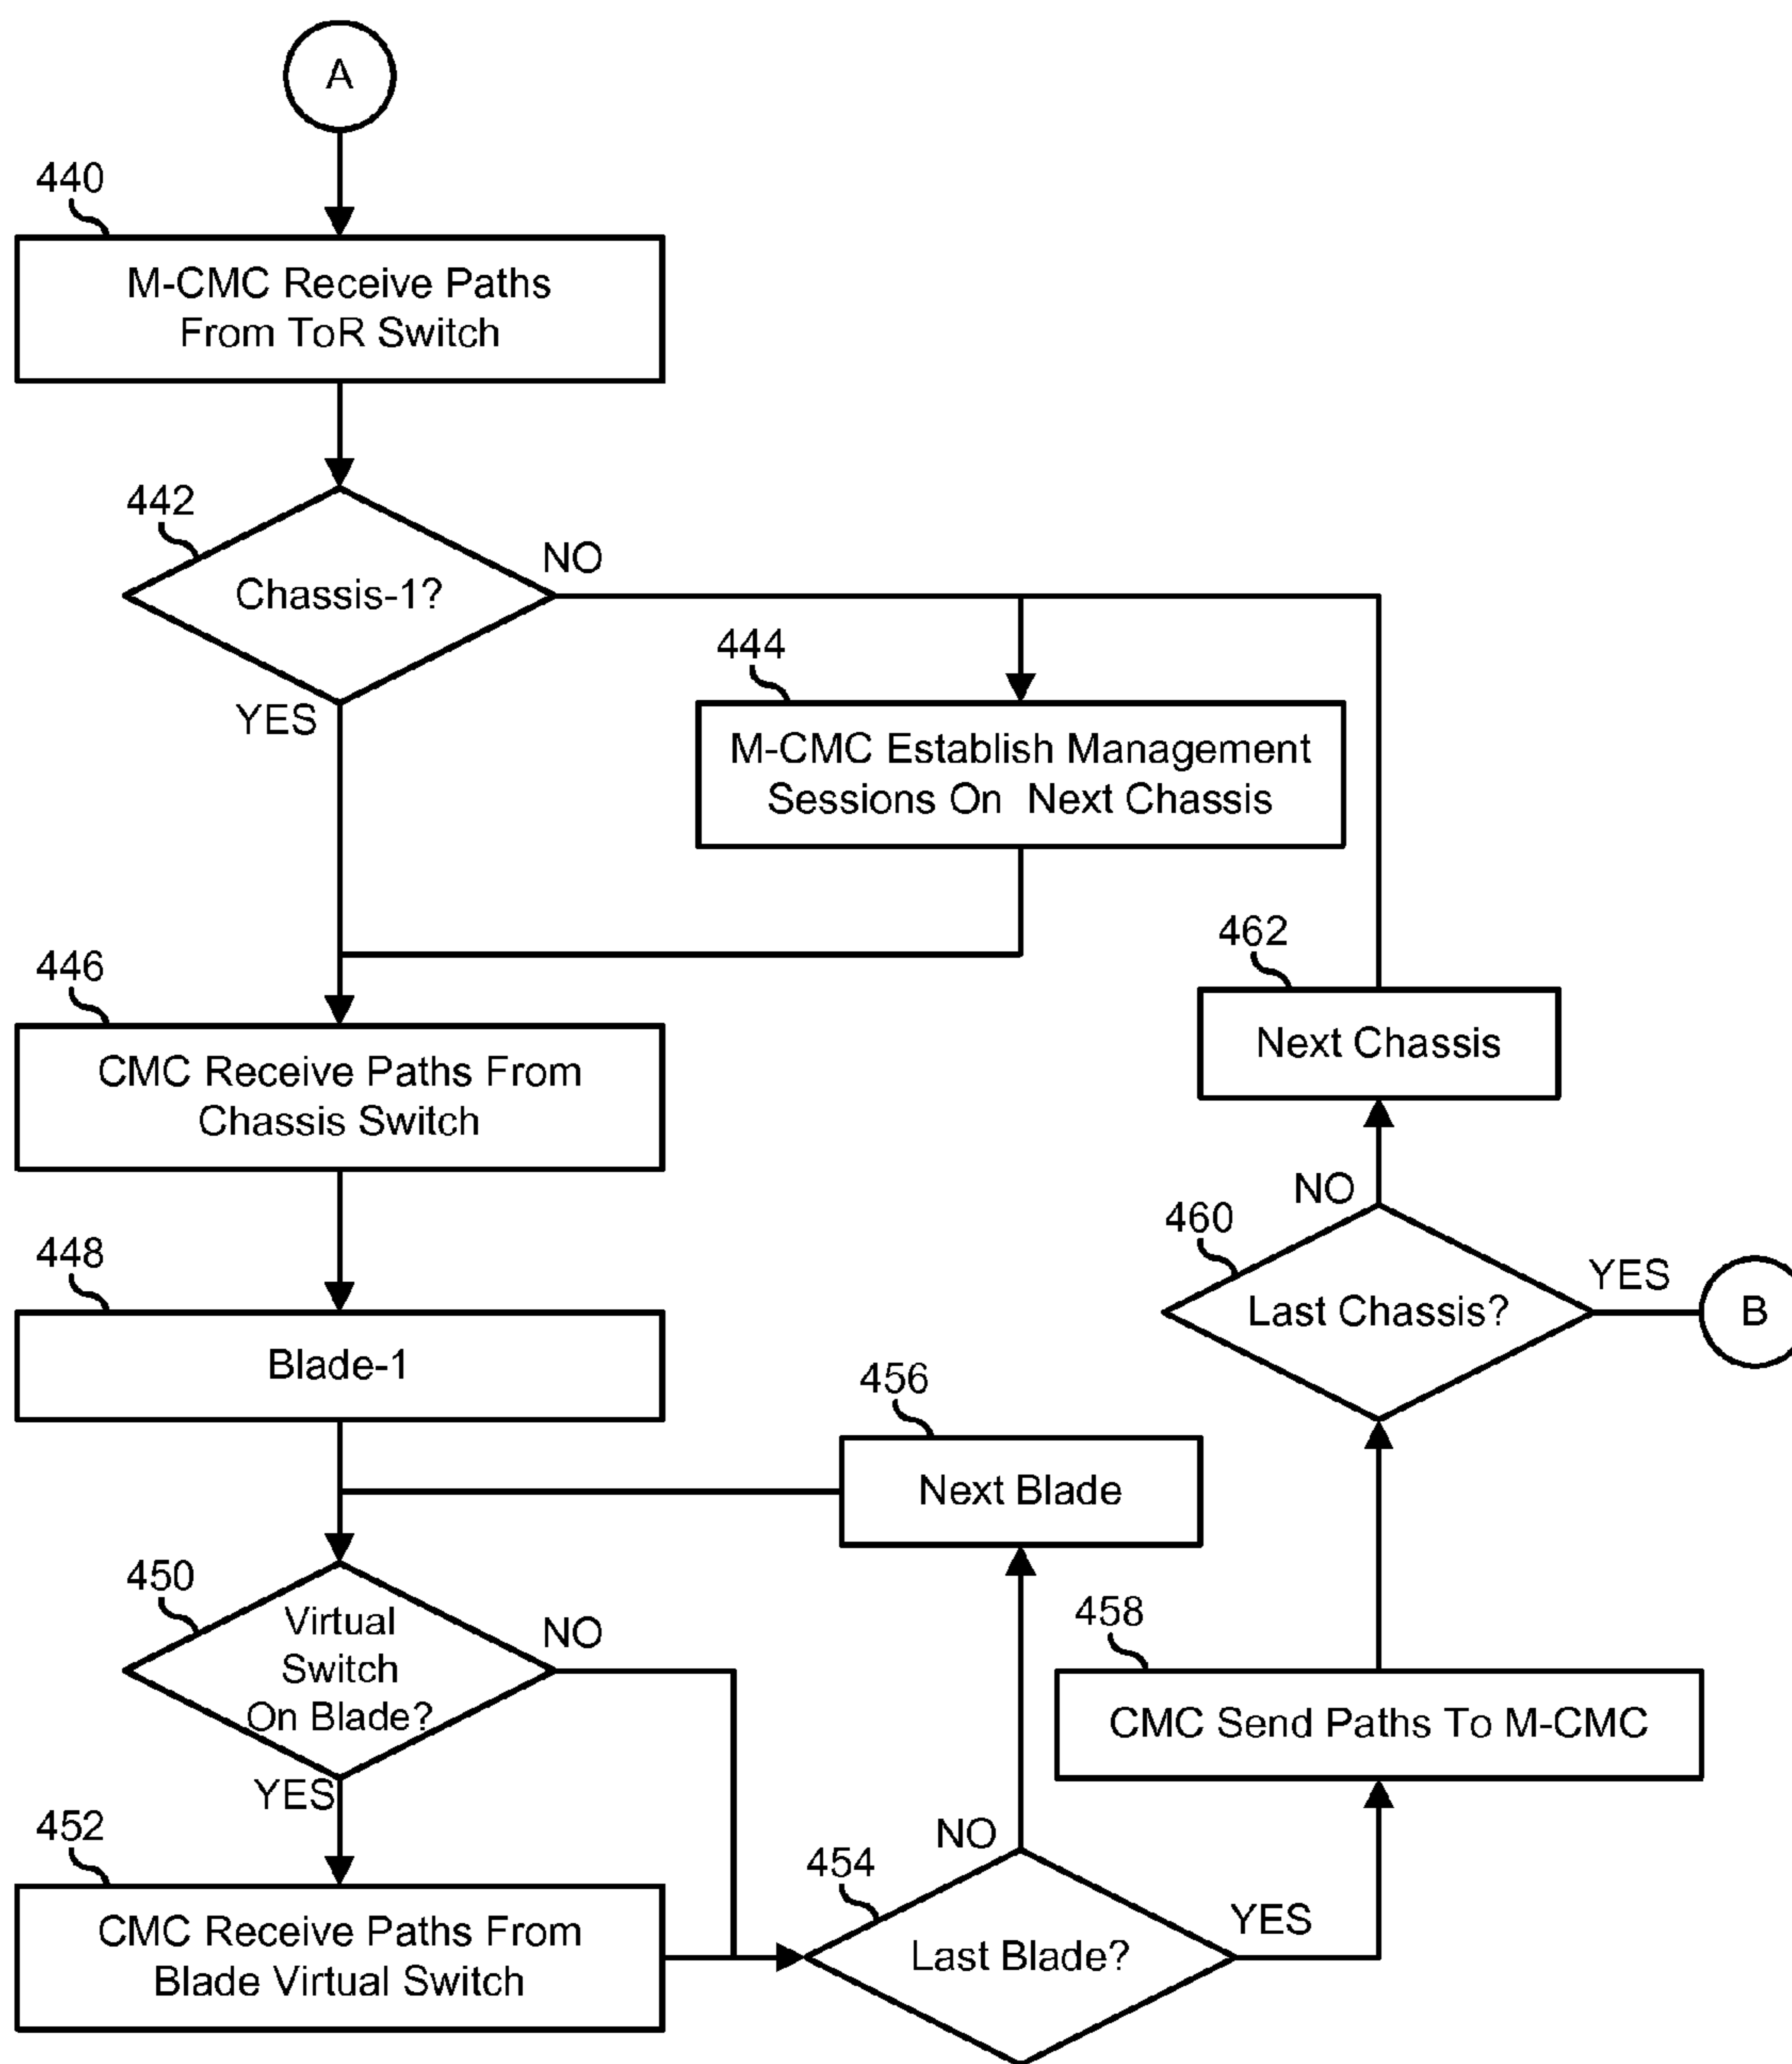 A
440
M-CMC Receive Paths
From ToR Switch
442
Chassis-1?
NO
YES
444
M-CMC Establish Management
Sessions On Next Chassis
446
CMC Receive Paths From
Chassis Switch
448
Blade-1
450
Virtual
Switch
On Blade?
NO
YES
452
CMC Receive Paths From
Blade Virtual Switch
454
Last Blade?
NO
YES
456
Next Blade
458
CMC Send Paths To M-CMC
460
Last Chassis?
NO
YES
B
462
Next Chassis